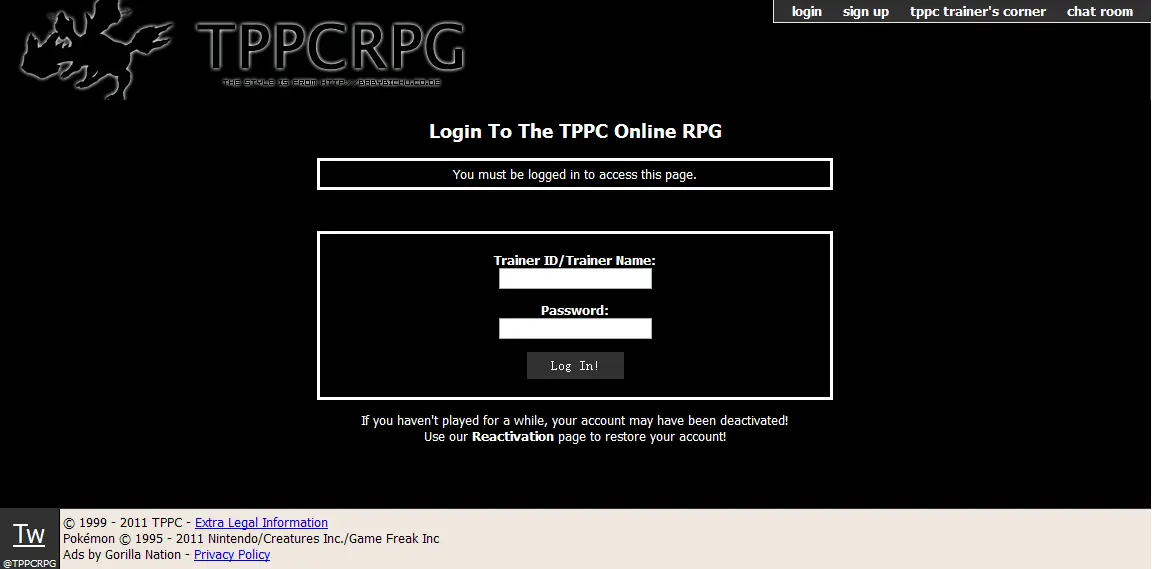 login sign up tppc trainer's corner chat room
TPPCRPG
THE STYLE IS FROM HTTP://BABYBICHU.CO.DE
Login To The TPPC Online RPG
You must be logged in to access this page.
Trainer ID/Trainer Name:
Password:
Log In!
If you haven't played for a while, your account may have been deactivated!
Use our Reactivation page to restore your account!
Tw
@TPPCRPG
© 1999 - 2011 TPPC - Extra Legal Information
Pokémon © 1995 - 2011 Nintendo/Creatures Inc./Game Freak Inc
Ads by Gorilla Nation - Privacy Policy